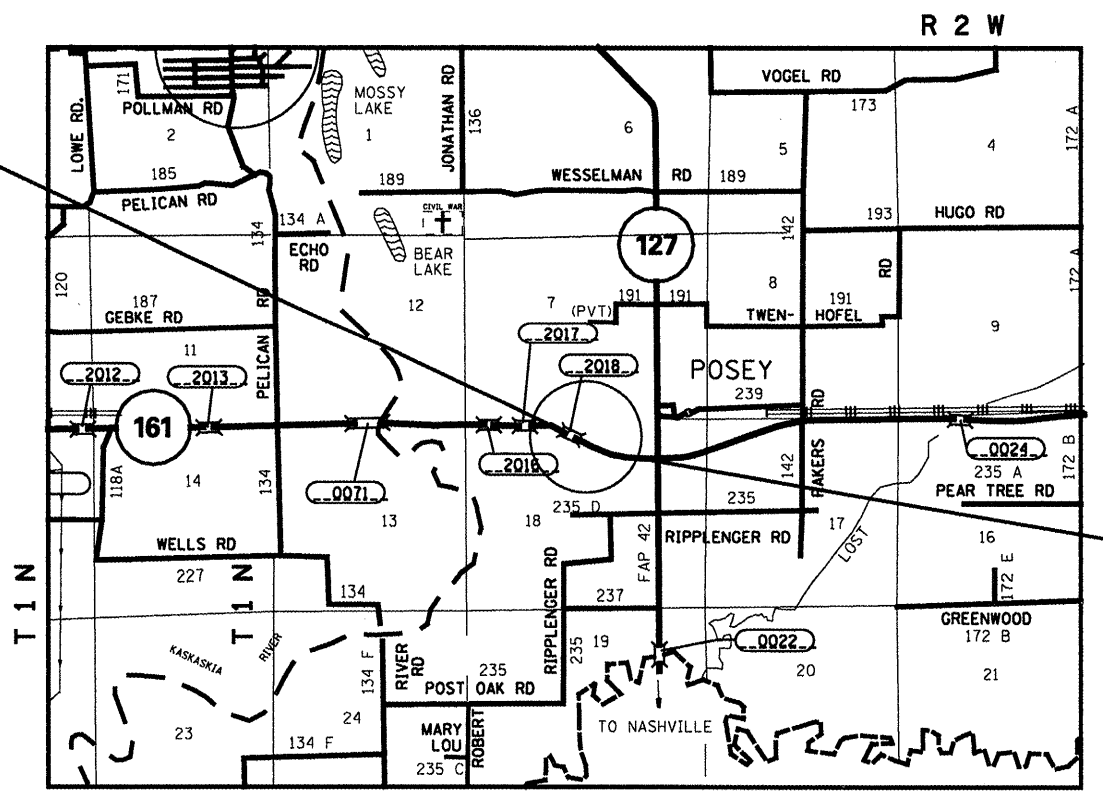 R 2 W
LOWE RD.
171
POLLMAN RD
2
185
PELICAN RD
MOSSY
LAKE
1
JONATHAN RD
136
189
6
WESSELMAN RD
189
VOGEL RD
173
5
4
172 A
193
HUGO RD
134
134 A
ECHO
RD
CIVIL WAR
BEAR
LAKE
127
142
RD
172 A
120
187
GEBKE RD
RD
12
7
(PVT)
191
191
8
TWEN-
191
HOFEL
9
11
PELICAN
2012
2013
2017
2018
POSEY
239
RD
161
2016
0071
0024
118A
14
134
13
18
235 D
235
142
RAKERS
17
235 A
172 B
PEAR TREE RD
16
WELLS RD
227
FAP 42
RIPPLENGER RD
LOST
172 E
T 1 N
T 1 N
134
RIPPLENGER RD
237
GREENWOOD
172 B
KASKASKIA
RIVER
134 F
RIVER
RD
235
19
235
0022
20
21
POST OAK RD
TO NASHVILLE
23
24
134 F
MARY
LOU
235 C
ROBERT